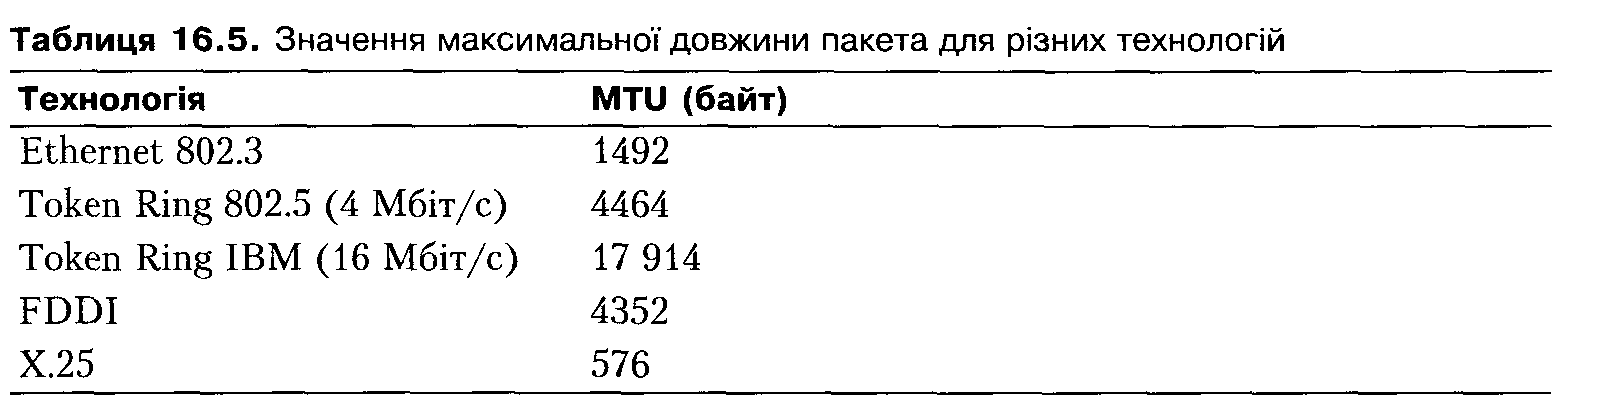 Таблиця 16.5. Значення максимальної довжини пакета для різних технологій
Технологія MTU (байт)
Ethernet 802.3 1492
Token Ring 802.5 (4 Мбіт/с) 4464
Token Ring IBM (16 Мбіт/с) 17 914
FDDI 4352
X.25 576